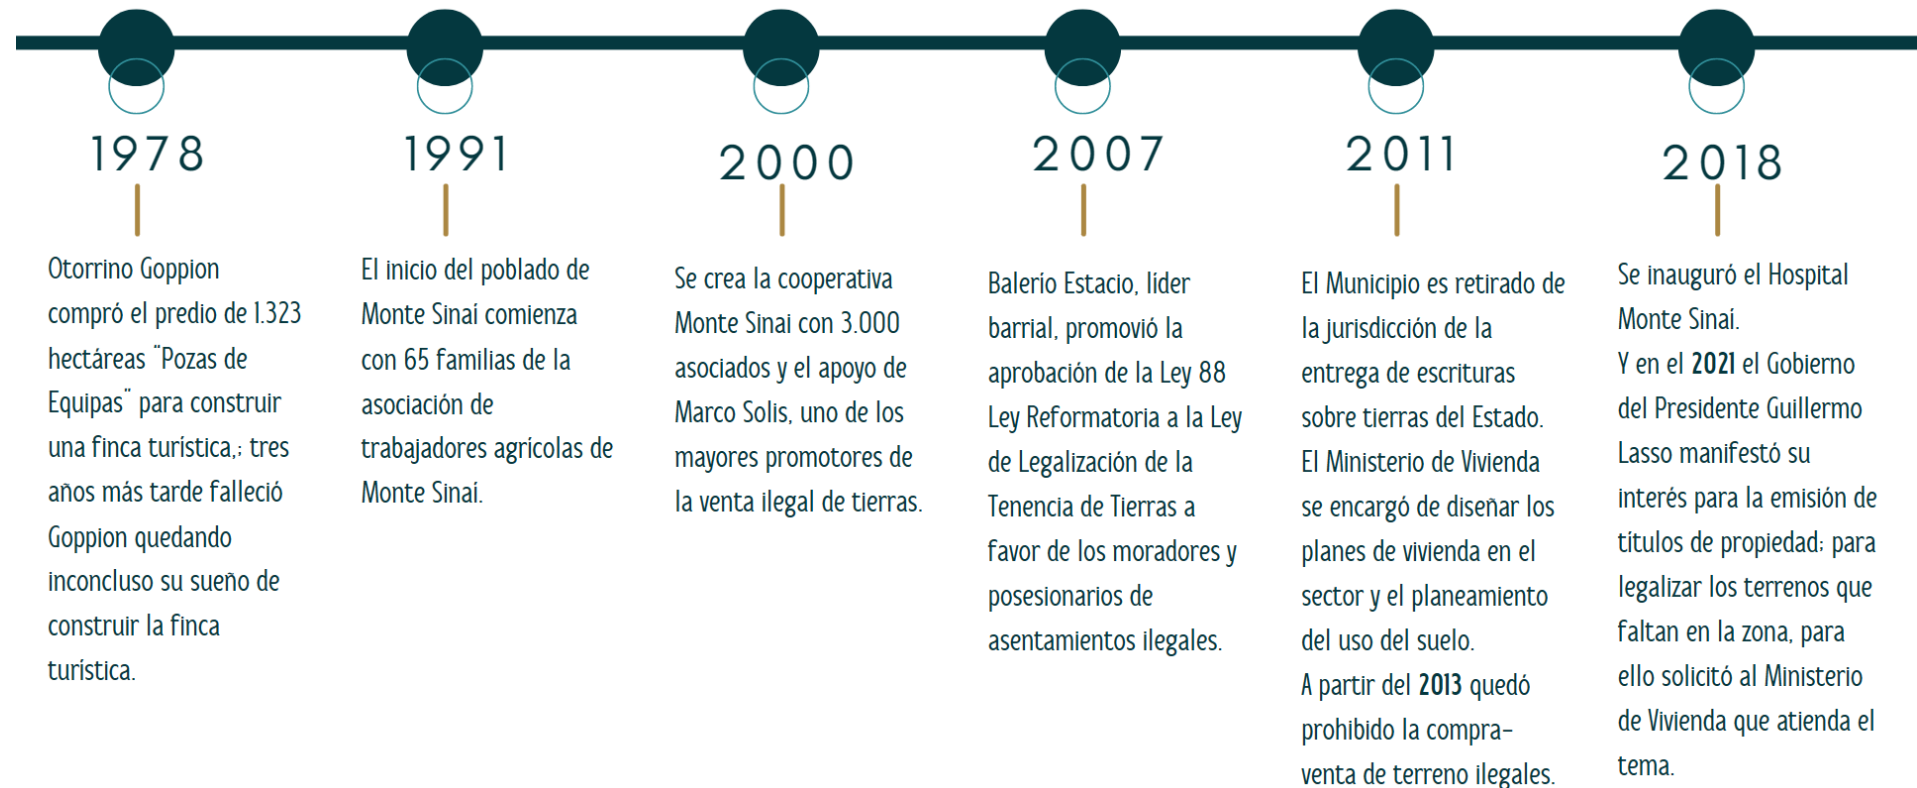 1978
Otorrino Goppion
compró el predio de 1.323
hectáreas ¨Pozas de
Equipas¨ para construir
una finca turística,; tres
años más tarde falleció
Goppion quedando
inconcluso su sueño de
construir la finca
turística.
1991
El inicio del poblado de
Monte Sinaí comienza
con 65 familias de la
asociación de
trabajadores agrícolas de
Monte Sinaí.
2000
Se crea la cooperativa
Monte Sinai con 3.000
asociados y el apoyo de
Marco Solis, uno de los
mayores promotores de
la venta ilegal de tierras.
2007
Balerío Estacio, líder
barrial, promovió la
aprobación de la Ley 88
Ley Reformatoria a la Ley
de Legalización de la
Tenencia de Tierras a
favor de los moradores y
posesionarios de
asentamientos ilegales.
2011
El Municipio es retirado de
la jurisdicción de la
entrega de escrituras
sobre tierras del Estado.
El Ministerio de Vivienda
se encargó de diseñar los
planes de vivienda en el
sector y el planeamiento
del uso del suelo.
A partir del 2013 quedó
prohibido la compra-
venta de terreno ilegales.
2018
Se inauguró el Hospital
Monte Sinaí.
Y en el 2021 el Gobierno
del Presidente Guillermo
Lasso manifestó su
interés para la emisión de
títulos de propiedad; para
legalizar los terrenos que
faltan en la zona, para
ello solicitó al Ministerio
de Vivienda que atienda el
tema.